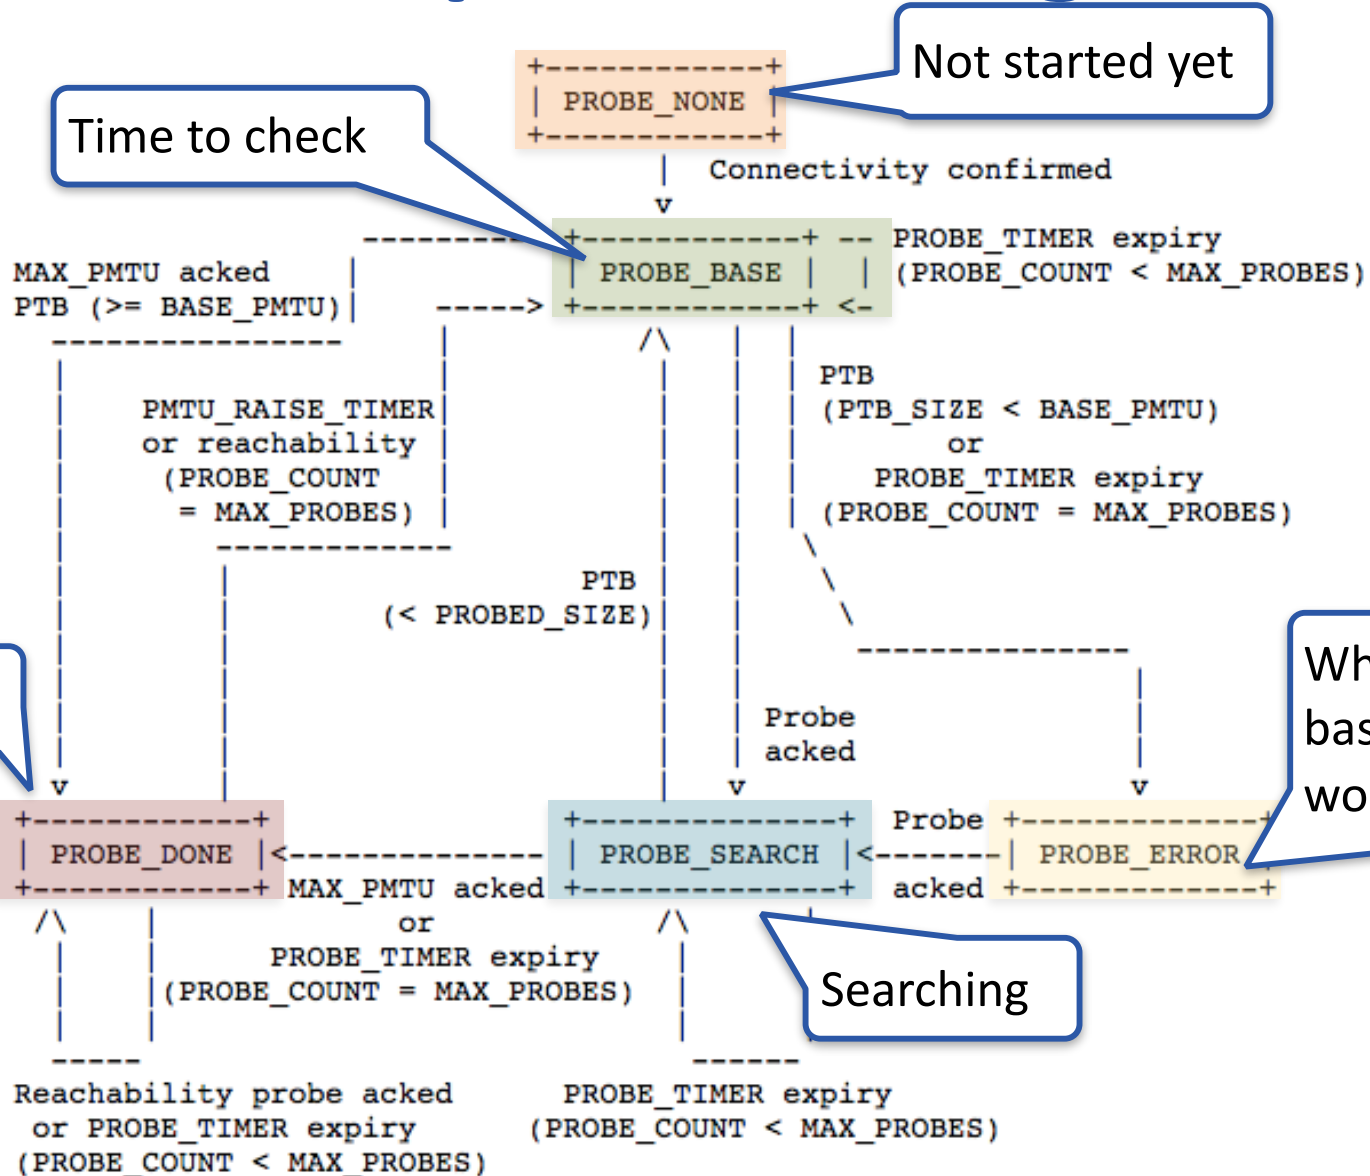 Not started yet
+------------+
| PROBE_NONE |
+------------+
Time to check
| Connectivity confirmed
v
---------- +------------+ -- PROBE_TIMER expiry
MAX_PMTU acked | | PROBE_BASE | | (PROBE_COUNT < MAX_PROBES)
PTB (>= BASE_PMTU)| -----> +------------+ <-
---------------- | /\ | |
PTB
PMTU_RAISE_TIMER| (PTB_SIZE < BASE_PMTU)
or reachability | or
(PROBE_COUNT | PROBE_TIMER expiry
= MAX_PROBES) | (PROBE_COUNT = MAX_PROBES)
------------- \
PTB | \
(< PROBED_SIZE)| \
---------------
Probe
acked
v v v
+------------+ +--------------+ Probe +-------------+
| PROBE_DONE |<-------------- | PROBE_SEARCH |<-------| PROBE_ERROR
+------------+ MAX_PMTU acked +--------------+ acked +-------------+
/\ | or /\
PROBE_TIMER expiry |
|(PROBE_COUNT = MAX_PROBES) |
Searching
----- ------
Reachability probe acked PROBE_TIMER expiry
or PROBE_TIMER expiry (PROBE_COUNT < MAX_PROBES)
(PROBE_COUNT < MAX_PROBES)